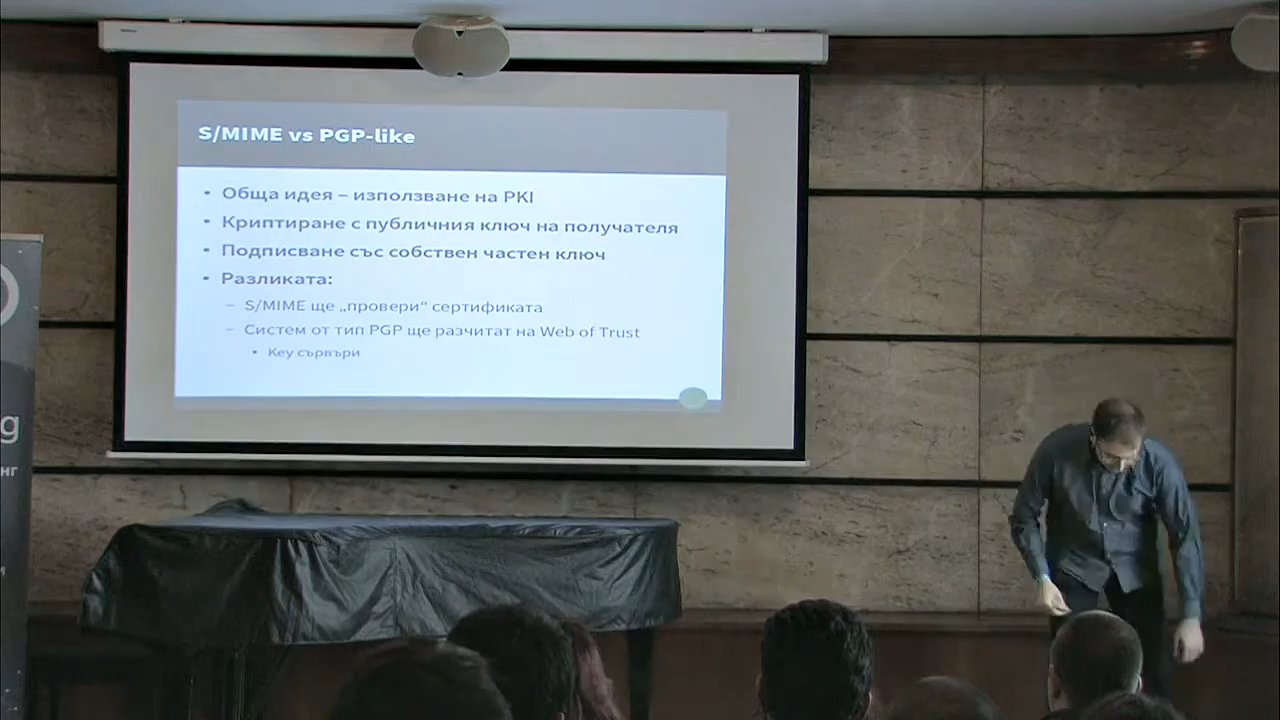 S/MIME vs PGP-like
• Обща идея – използване на PKI
• Криптиране с публичния ключ на получателя
• Подписване със собствен частен ключ
• Разликата:
– S/MIME ще „провери“ сертификата
– Систем от тип PGP ще разчитат на Web of Trust
• Key сървъри
g
нг